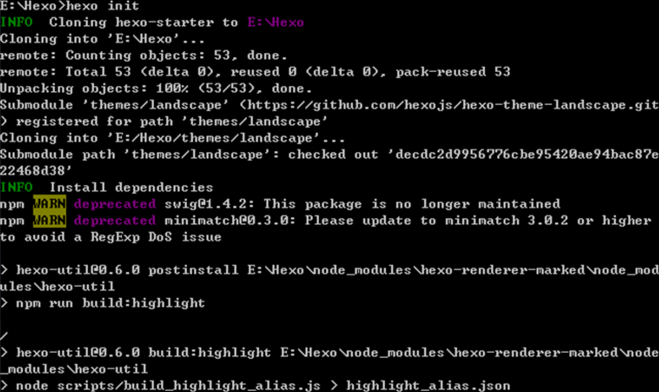 E:\Hexo>hexo init
INFO  Cloning hexo-starter to E:\Hexo
Cloning into 'E:\Hexo'...
remote: Counting objects: 53, done.
remote: Total 53 (delta 0), reused 0 (delta 0), pack-reused 53
Unpacking objects: 100% (53/53), done.
Submodule 'themes/landscape' (https://github.com/hexojs/hexo-theme-landscape.git
) registered for path 'themes/landscape'
Cloning into 'E:/Hexo/themes/landscape'...
Submodule path 'themes/landscape': checked out 'decdc2d9956776cbe95420ae94bac87e
22468d38'
INFO  Install dependencies
npm WARN deprecated swig@1.4.2: This package is no longer maintained
npm WARN deprecated minimatch@0.3.0: Please update to minimatch 3.0.2 or higher
to avoid a RegExp DoS issue
> hexo-util@0.6.0 postinstall E:\Hexo\node_modules\hexo-renderer-marked\node_mod
ules\hexo-util
> npm run build:highlight
/
> hexo-util@0.6.0 build:highlight E:\Hexo\node_modules\hexo-renderer-marked\node
_modules\hexo-util
> node scripts/build_highlight_alias.js > highlight_alias.json